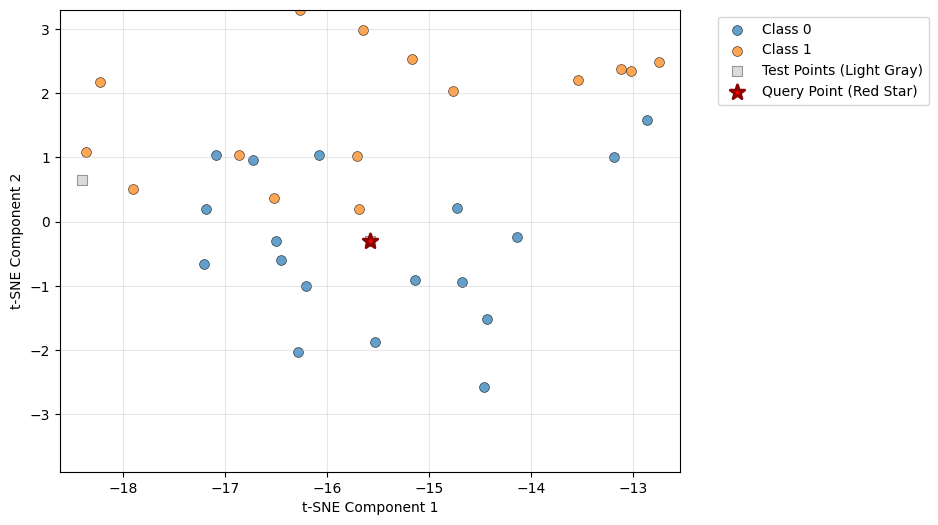 Class 0
Class 1
Test Points (Light Gray)
Query Point (Red Star)
3
2
1
0
−1
−2
−3
t-SNE Component 2
−18
−17
−16
−15
−14
−13
t-SNE Component 1